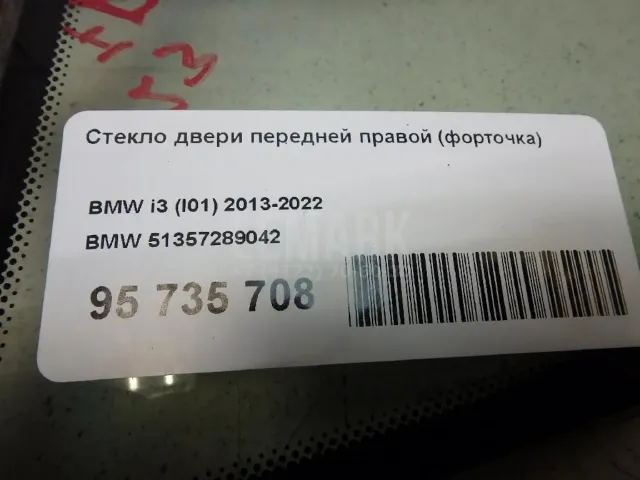 Стекло двери передней правой (форточка)
BMW i3 (I01) 2013-2022
BMW 51357289042
95 735 708